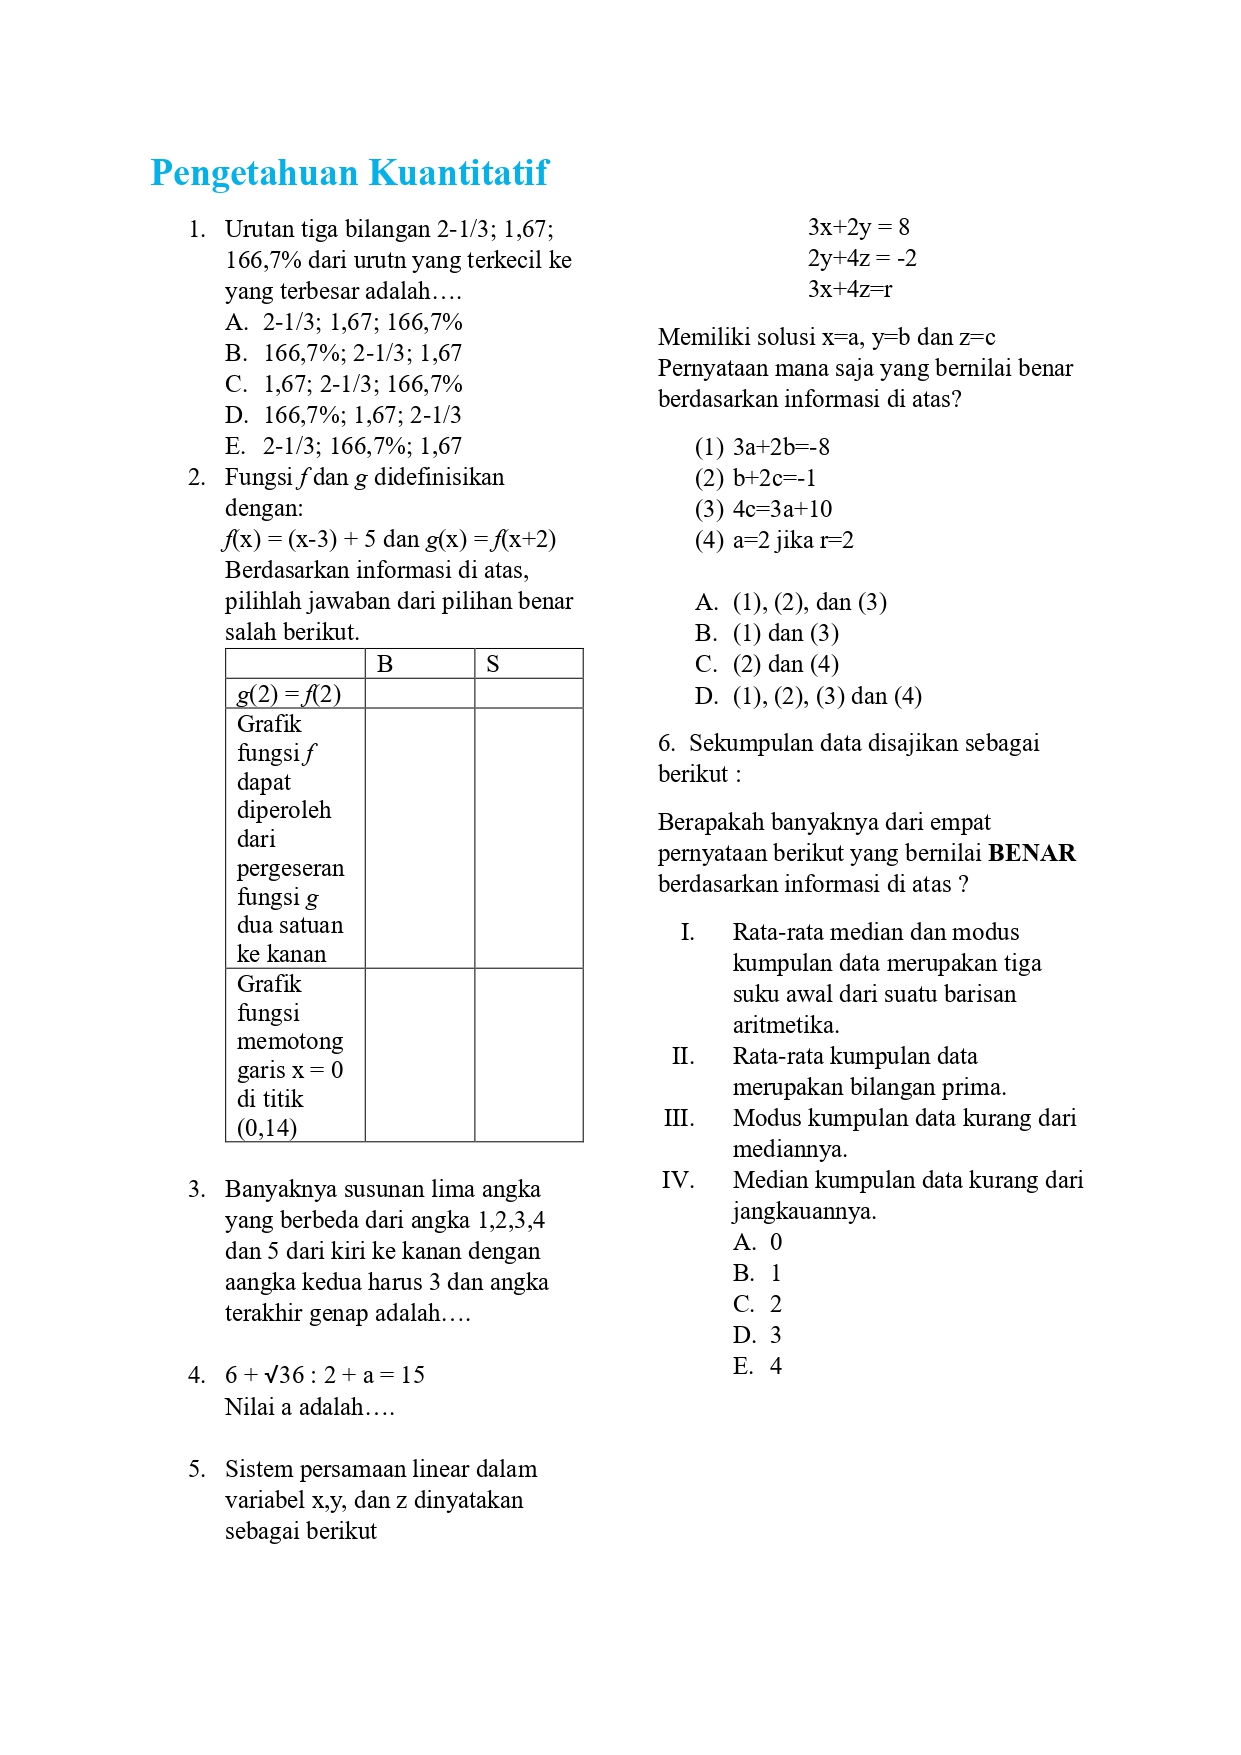 Pengetahuan Kuantitatif
1. Urutan tiga bilangan 2-1/3; 1,67;
166,7% dari urutn yang terkecil ke
yang terbesar adalah….
A. 2-1/3; 1,67; 166,7%
B. 166,7%; 2-1/3; 1,67
C. 1,67; 2-1/3; 166,7%
D. 166,7%; 1,67; 2-1/3
E. 2-1/3; 166,7%; 1,67
2. Fungsi f dan g didefinisikan
dengan:
f(x) = (x-3) + 5 dan g(x) = f(x+2)
Berdasarkan informasi di atas,
pilihlah jawaban dari pilihan benar
salah berikut.
B S
g(2) = f(2)
Grafik
fungsi f
dapat
diperoleh
dari
pergeseran
fungsi g
dua satuan
ke kanan
Grafik
fungsi
memotong
garis x = 0
di titik
(0,14)
3. Banyaknya susunan lima angka
yang berbeda dari angka 1,2,3,4
dan 5 dari kiri ke kanan dengan
aangka kedua harus 3 dan angka
terakhir genap adalah….
4. 6 + √36 : 2 + a = 15
Nilai a adalah….
5. Sistem persamaan linear dalam
variabel x,y, dan z dinyatakan
sebagai berikut
3x+2y = 8
2y+4z = -2
3x+4z=r
Memiliki solusi x=a, y=b dan z=c
Pernyataan mana saja yang bernilai benar
berdasarkan informasi di atas?
(1) 3a+2b=-8
(2) b+2c=-1
(3) 4c=3a+10
(4) a=2 jika r=2
A. (1), (2), dan (3)
B. (1) dan (3)
C. (2) dan (4)
D. (1), (2), (3) dan (4)
6. Sekumpulan data disajikan sebagai
berikut :
Berapakah banyaknya dari empat
pernyataan berikut yang bernilai BENAR
berdasarkan informasi di atas ?
I. Rata-rata median dan modus
kumpulan data merupakan tiga
suku awal dari suatu barisan
aritmetika.
II. Rata-rata kumpulan data
merupakan bilangan prima.
III. Modus kumpulan data kurang dari
mediannya.
IV. Median kumpulan data kurang dari
jangkauannya.
A. 0
B. 1
C. 2
D. 3
E. 4